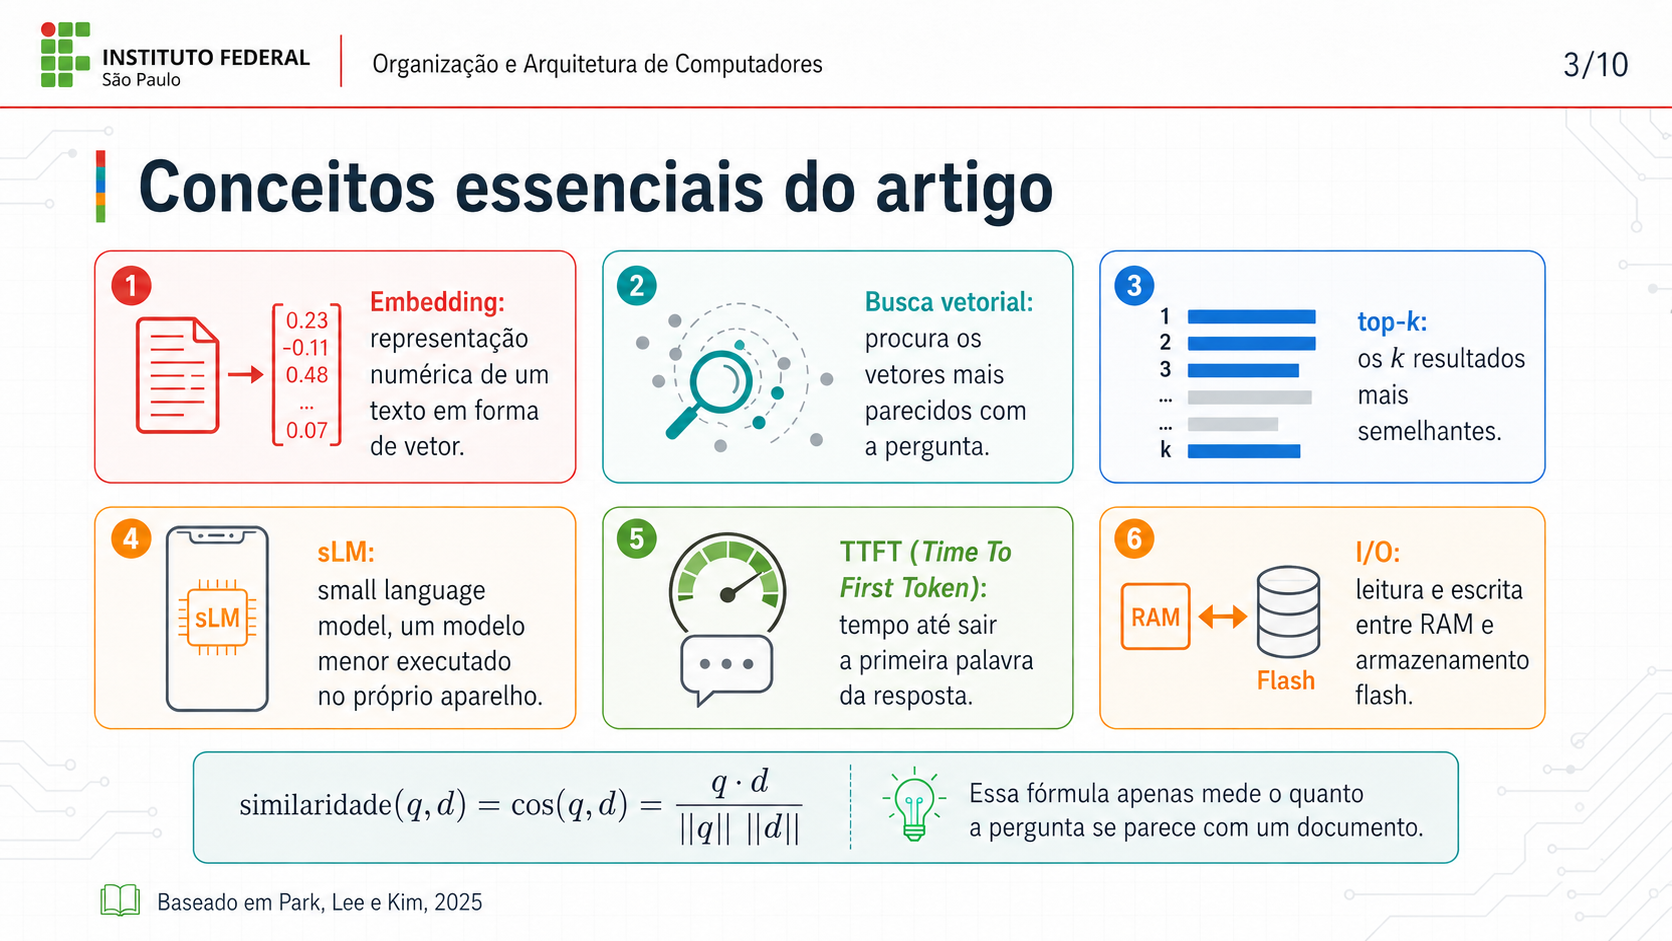 INSTITUTO FEDERAL
São Paulo
Organização e Arquitetura de Computadores
3/10
Conceitos essenciais do artigo
1
0.23
-0.11
0.48
...
0.07
Embedding:
representação
numérica de um
texto em forma
de vetor.
2
Busca vetorial:
procura os
vetores mais
parecidos com
a pergunta.
3
1
2
3
...
...
k
top-k:
os k resultados
mais
semelhantes.
4
sLM
sLM:
small language
model, um modelo
menor executado
no próprio aparelho.
5
TTFT (Time To
First Token):
tempo até sair
a primeira palavra
da resposta.
6
RAM
Flash
I/O:
leitura e escrita
entre RAM e
armazenamento
flash.
similaridade(q, d) = cos(q, d) = q · d / ||q|| ||d||
Essa fórmula apenas mede o quanto
a pergunta se parece com um documento.
Baseado em Park, Lee e Kim, 2025